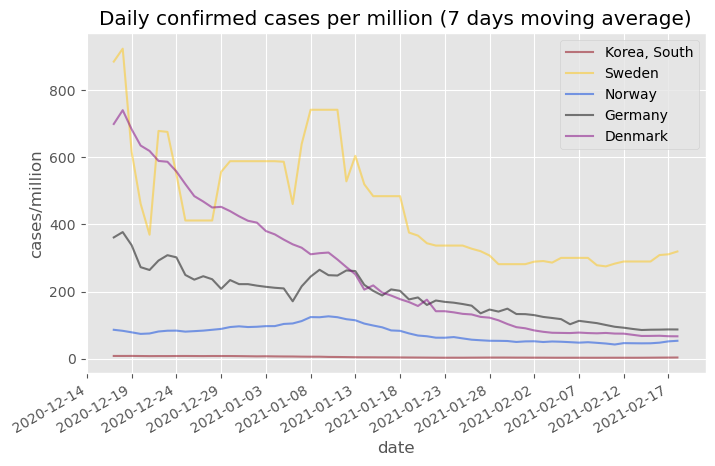 Daily confirmed cases per million (7 days moving average)
Korea, South
Sweden
Norway
Germany
Denmark
cases/million
800
600
400
200
0
2020-12-14
2020-12-19
2020-12-24
2020-12-29
2021-01-03
2021-01-08
2021-01-13
2021-01-18
2021-01-23
2021-01-28
2021-02-02
2021-02-07
2021-02-12
2021-02-17
date